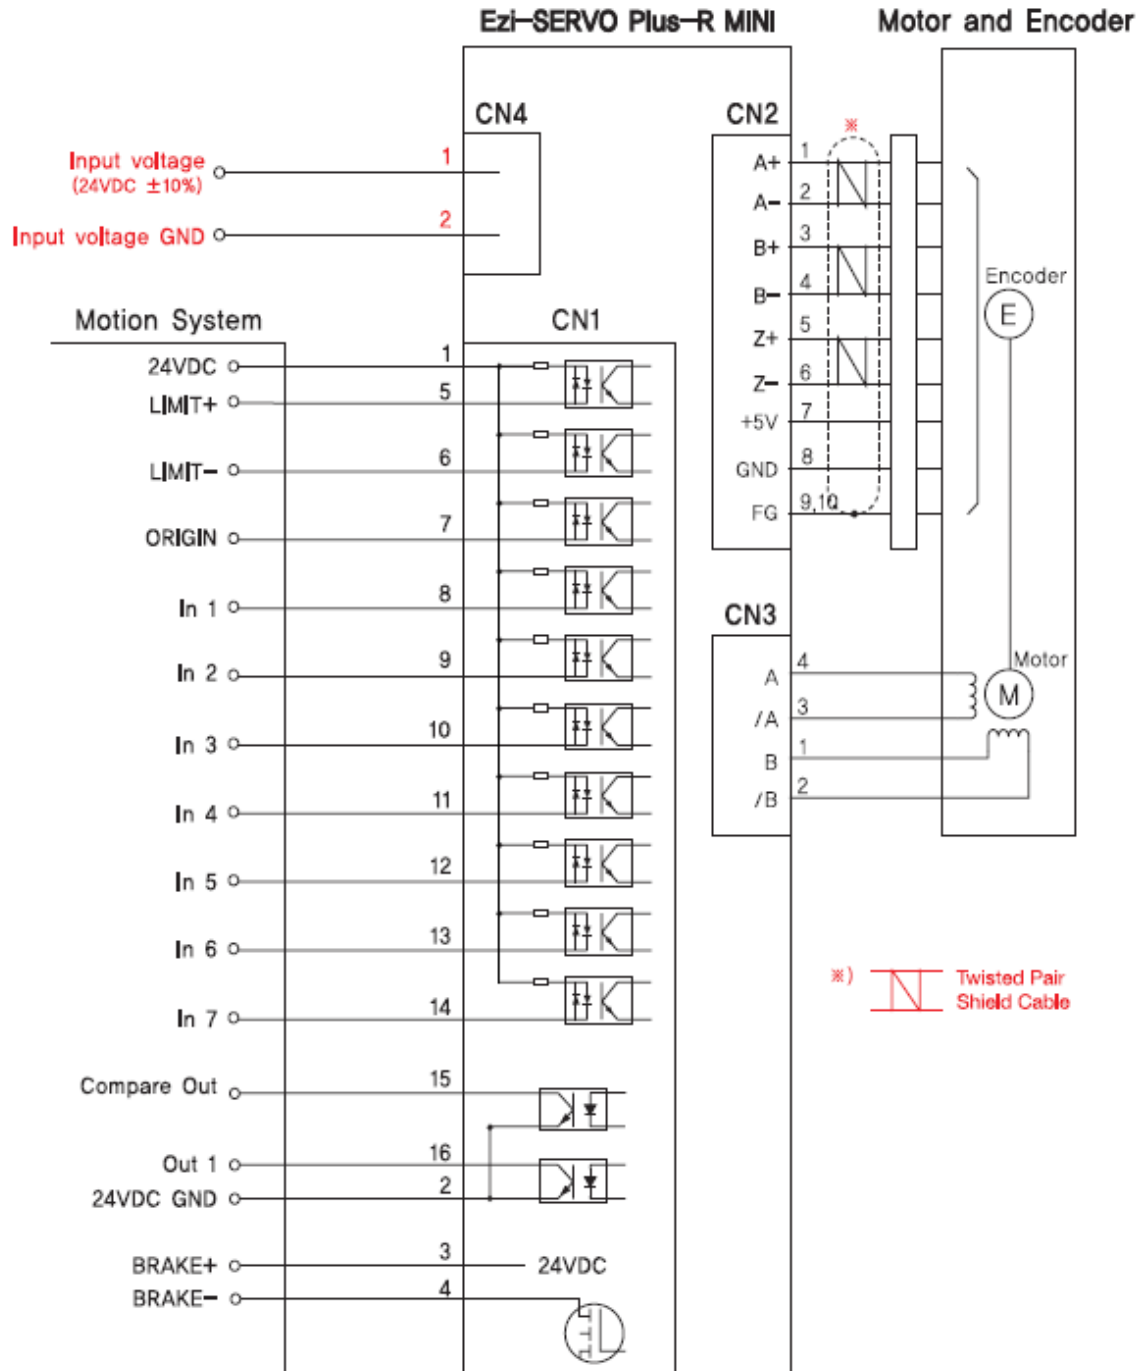 Ezi-SERVO Plus-R MINI
Motor and Encoder
CN4
Input voltage
(24VDC ±10%)
1
Input voltage GND
2
CN2
※
A+ 1
A- 2
B+ 3
B- 4
Z+ 5
Z- 6
+5V 7
GND 8
FG 9,10
Encoder
E
Motion System
CN1
24VDC 1
LIMIT+ 5
LIMIT- 6
ORIGIN 7
In 1 8
In 2 9
In 3 10
In 4 11
In 5 12
In 6 13
In 7 14
Compare Out 15
Out 1 16
24VDC GND 2
BRAKE+ 3 24VDC
BRAKE- 4
CN3
A 4
/A 3
B 1
/B 2
Motor
M
※) Twisted Pair
Shield Cable